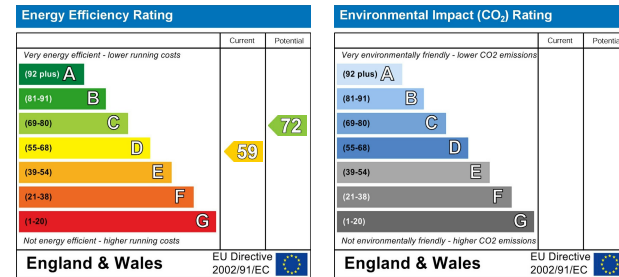 Energy Efficiency Rating
Current Potential
Very energy efficient - lower running costs
(92 plus) A
(81-91) B
(69-80) C
72
(55-68) D
59
(39-54) E
(21-38) F
(1-20) G
Not energy efficient - higher running costs
England & Wales
EU Directive
2002/91/EC
Environmental Impact (CO2) Rating
Current Potentia
Very environmentally friendly - lower CO2 emissions
(92 plus) A
(81-91) B
(69-80) C
(55-68) D
(39-54) E
(21-38) F
(1-20) G
Not environmentally friendly - higher CO2 emissions
England & Wales
EU Directive
2002/91/EC